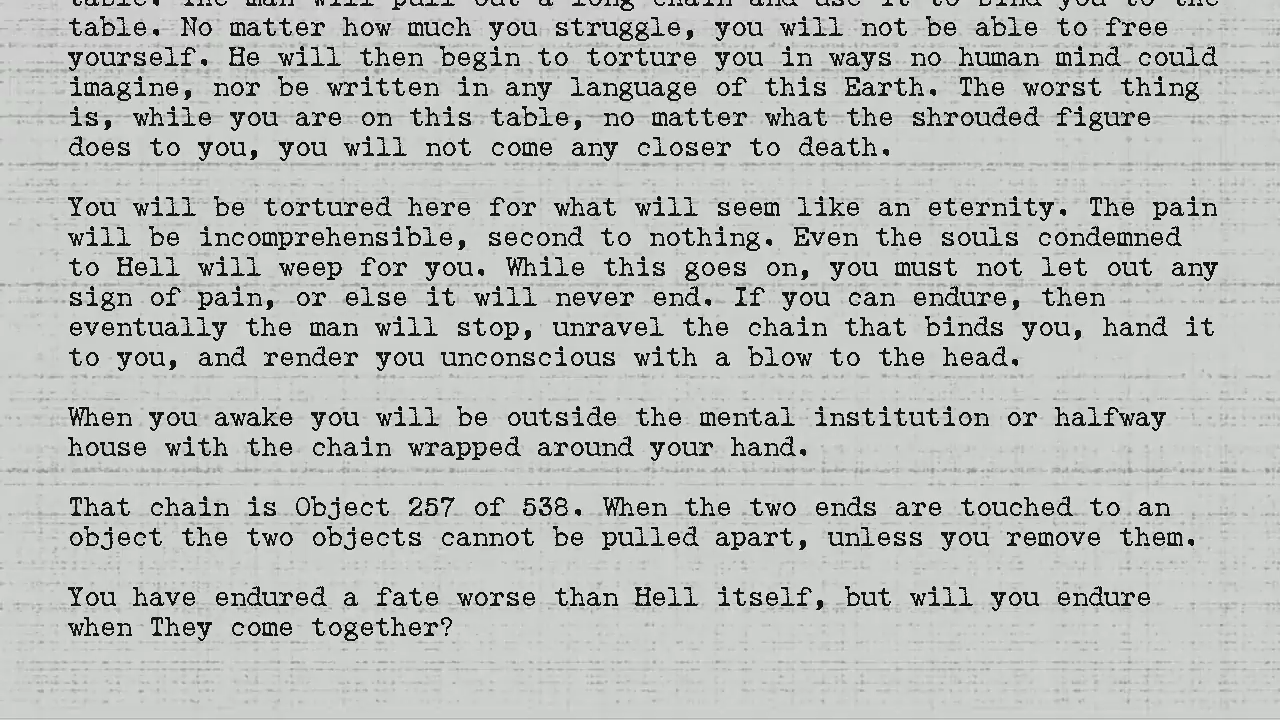 table. The man will pull out a long chain and use it to bind you to the
table. No matter how much you struggle, you will not be able to free
yourself. He will then begin to torture you in ways no human mind could
imagine, nor be written in any language of this Earth. The worst thing
is, while you are on this table, no matter what the shrouded figure
does to you, you will not come any closer to death.
You will be tortured here for what will seem like an eternity. The pain
will be incomprehensible, second to nothing. Even the souls condemned
to Hell will weep for you. While this goes on, you must not let out any
sign of pain, or else it will never end. If you can endure, then
eventually the man will stop, unravel the chain that binds you, hand it
to you, and render you unconscious with a blow to the head.
When you awake you will be outside the mental institution or halfway
house with the chain wrapped around your hand.
That chain is Object 257 of 538. When the two ends are touched to an
object the two objects cannot be pulled apart, unless you remove them.
You have endured a fate worse than Hell itself, but will you endure
when They come together?